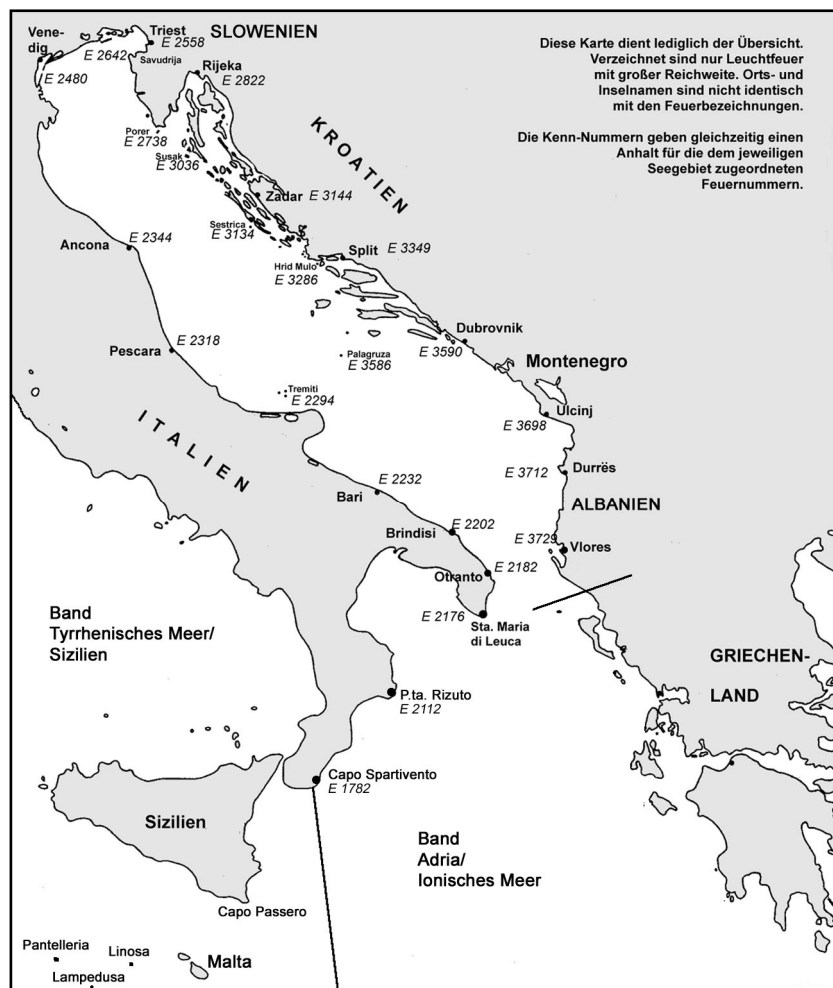 Vene-
dig
E 2480
E 2642
Triest
E 2558
SLOWENIEN
Savudrija
Rijeka
E 2822
Diese Karte dient lediglich der Übersicht.
Verzeichnet sind nur Leuchtfeuer
mit großer Reichweite. Orts- und
Inselnamen sind nicht identisch
mit den Feuerbezeichnungen.
Die Kenn-Nummern geben gleichzeitig einen
Anhalt für die dem jeweiligen
Seegebiet zugeordneten
Feuernummern.
KROATIEN
Porer
E 2738
Susak
E 3036
Zadar
E 3144
Sestrica
E 3134
Ancona
E 2344
Split
E 3349
Hrid Mulo
E 3286
Dubrovnik
E 3590
Pescara
E 2318
Palagruza
E 3586
Montenegro
Tremiti
E 2294
Ulcinj
E 3698
ITALIEN
E 3712
Durrës
E 2232
Bari
ALBANIEN
E 2202
Brindisi
E 3729
Vlores
E 2182
Otranto
E 2176
Sta. Maria
di Leuca
Band
Tyrrhenisches Meer/
Sizilien
GRIECHEN-
LAND
P.ta. Rizuto
E 2112
Capo Spartivento
E 1782
Sizilien
Band
Adria/
Ionisches Meer
Capo Passero
Pantelleria
Linosa
Malta
Lampedusa